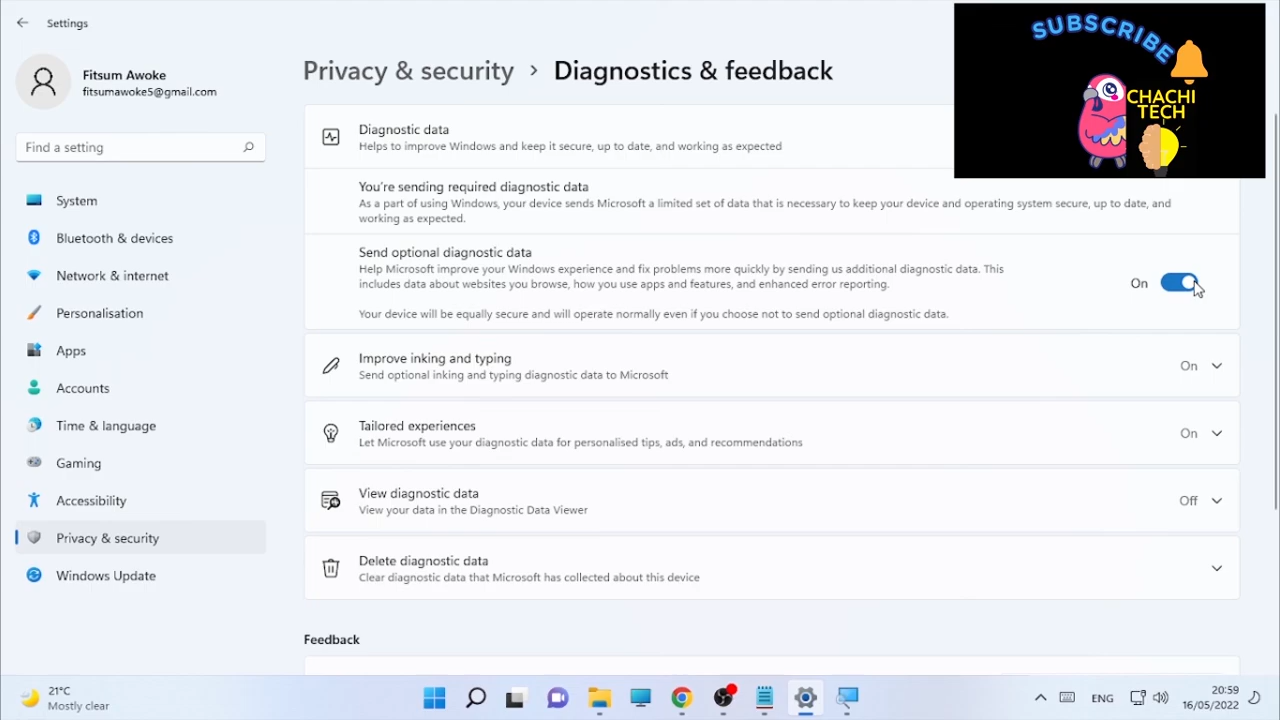 Settings
Fitsum Awoke
fitsumawoke5@gmail.com
Find a setting
System
Bluetooth & devices
Network & internet
Personalisation
Apps
Accounts
Time & language
Gaming
Accessibility
Privacy & security
Windows Update
Privacy & security › Diagnostics & feedback
SUBSCRIBE
CHACHI
TECH
Diagnostic data
Helps to improve Windows and keep it secure, up to date, and working as expected
You're sending required diagnostic data
As a part of using Windows, your device sends Microsoft a limited set of data that is necessary to keep your device and operating system secure, up to date, and
working as expected.
Send optional diagnostic data
Help Microsoft improve your Windows experience and fix problems more quickly by sending us additional diagnostic data. This
includes data about websites you browse, how you use apps and features, and enhanced error reporting.
On
Your device will be equally secure and will operate normally even if you choose not to send optional diagnostic data.
Improve inking and typing
Send optional inking and typing diagnostic data to Microsoft
On
Tailored experiences
Let Microsoft use your diagnostic data for personalised tips, ads, and recommendations
On
View diagnostic data
View your data in the Diagnostic Data Viewer
Off
Delete diagnostic data
Clear diagnostic data that Microsoft has collected about this device
Feedback
21°C
Mostly clear
ENG
20:59
16/05/2022